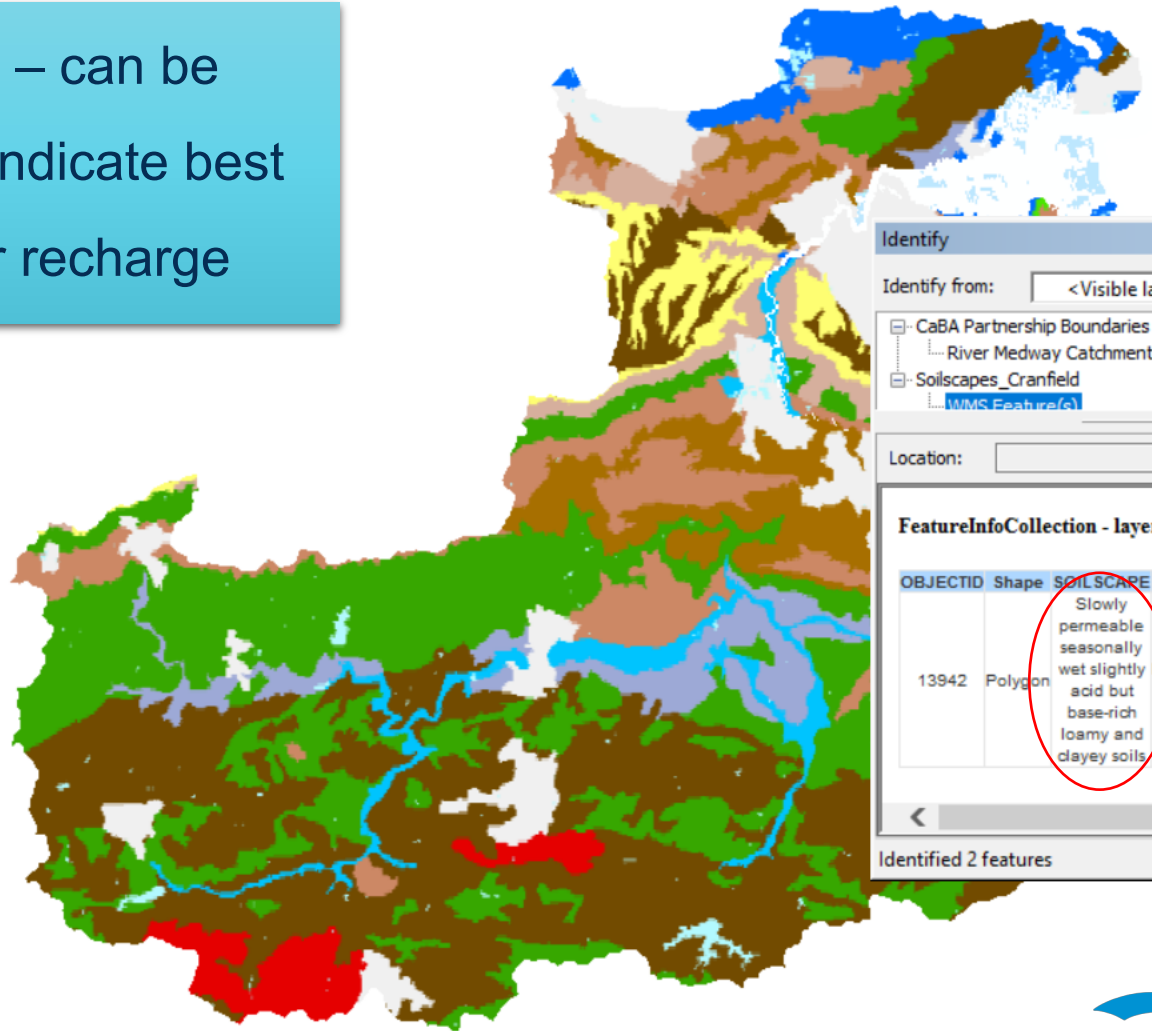 – can be
ndicate best
r recharge
Identify
Identify from:
<Visible la
CaBA Partnership Boundaries
River Medway Catchment
Soilscapes_Cranfield
WMS Feature(s)
Location:
FeatureInfoCollection - laye
OBJECTID Shape SOILSCAPE
13942 Polygon
Slowly
permeable
seasonally
wet slightly
acid but
base-rich
loamy and
clayey soils
Identified 2 features